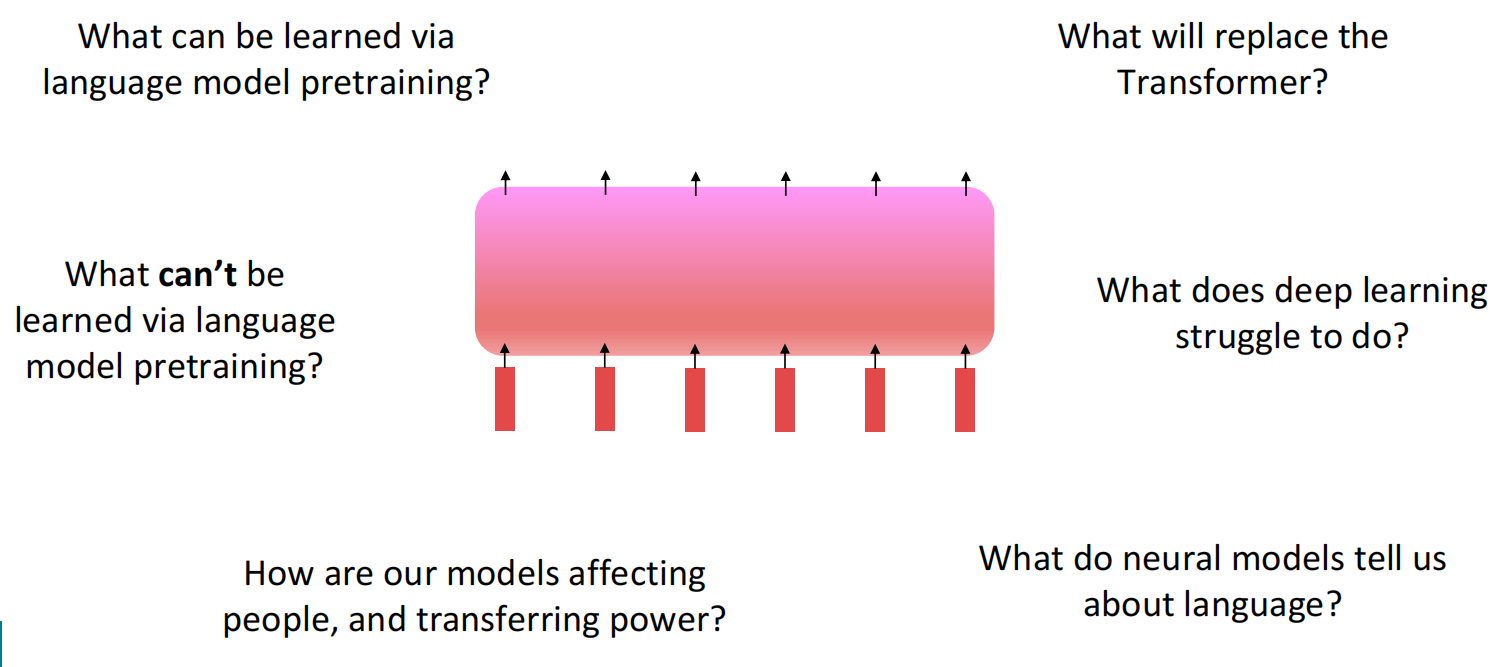 What can be learned via
language model pretraining?
What will replace the
Transformer?
What can’t be
learned via language
model pretraining?
What does deep learning
struggle to do?
How are our models affecting
people, and transferring power?
What do neural models tell us
about language?